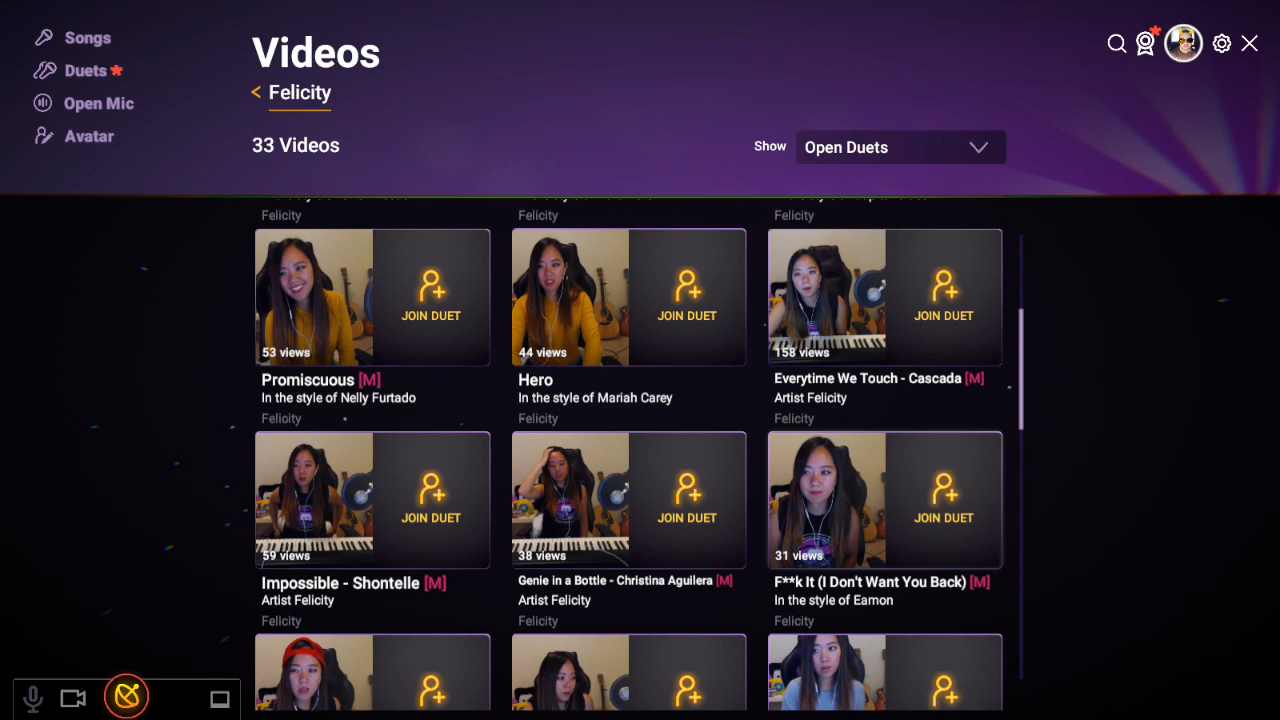 Songs
Duets
Open Mic
Avatar
Videos
< Felicity
33 Videos
Show
Open Duets
Felicity
Felicity
Felicity
JOIN DUET
JOIN DUET
JOIN DUET
53 views
44 views
158 views
Promiscuous [M]
Hero
Everytime We Touch - Cascada [M]
In the style of Nelly Furtado
In the style of Mariah Carey
Artist Felicity
Felicity
Felicity
Felicity
JOIN DUET
JOIN DUET
JOIN DUET
59 views
38 views
31 views
Impossible - Shontelle [M]
Genie in a Bottle - Christina Aguilera [M]
F**k It (I Don't Want You Back) [M]
Artist Felicity
Artist Felicity
In the style of Eamon
Felicity
Felicity
Felicity